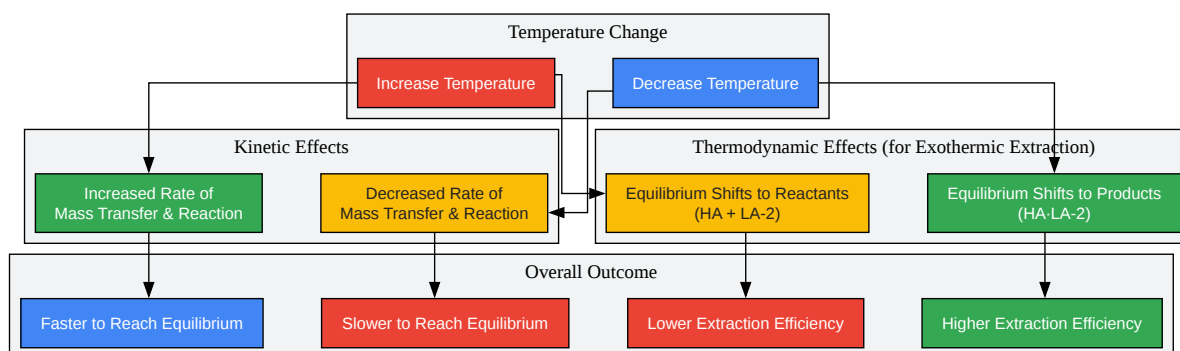 Temperature Change
Increase Temperature
Decrease Temperature
Kinetic Effects
Thermodynamic Effects (for Exothermic Extraction)
Increased Rate of
Mass Transfer & Reaction
Decreased Rate of
Mass Transfer & Reaction
Equilibrium Shifts to Reactants
(HA + LA-2)
Equilibrium Shifts to Products
(HA·LA-2)
Overall Outcome
Faster to Reach Equilibrium
Slower to Reach Equilibrium
Lower Extraction Efficiency
Higher Extraction Efficiency